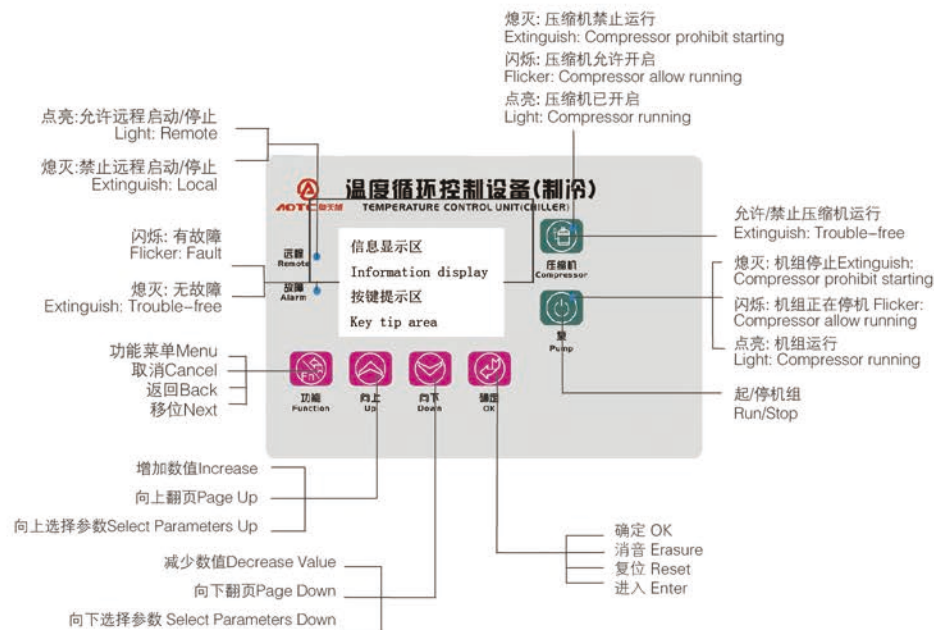 熄灭: 压缩机禁止运行
Extinguish: Compressor prohibit starting
闪烁: 压缩机允许开启
Flicker: Compressor allow running
点亮: 压缩机已开启
Light: Compressor running
点亮:允许远程启动/停止
Light: Remote
熄灭:禁止远程启动/停止
Extinguish: Local
闪烁: 有故障
Flicker: Fault
熄灭: 无故障
Extinguish: Trouble-free
功能菜单Menu
取消Cancel
返回Back
移位Next
AOTC 奥天诚
温度循环控制设备(制冷)
TEMPERATURE CONTROL UNIT(CHILLER)
远程
Remote
故障
Alarm
信息显示区
Information display
按键提示区
Key tip area
压缩机
Compressor
泵
Pump
Fn
功能
Function
向上
Up
向下
Down
确定
OK
允许/禁止压缩机运行
Extinguish: Trouble-free
熄灭: 机组停止Extinguish:
Compressor prohibit starting
闪烁: 机组正在停机 Flicker:
Compressor allow running
点亮: 机组运行
Light: Compressor running
起/停机组
Run/Stop
增加数值Increase
向上翻页Page Up
向上选择参数Select Parameters Up
减少数值Decrease Value
向下翻页Page Down
向下选择参数 Select Parameters Down
确定 OK
消音 Erasure
复位 Reset
进入 Enter